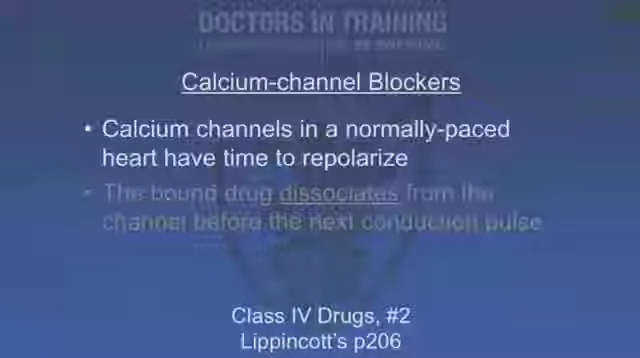 DOCTORS IN TRAINING
Calcium-channel Blockers
• Calcium channels in a normally-paced
heart have time to repolarize
• The bound drug dissociates from the
channel before the next conduction pulse
Class IV Drugs, #2
Lippincott's p206